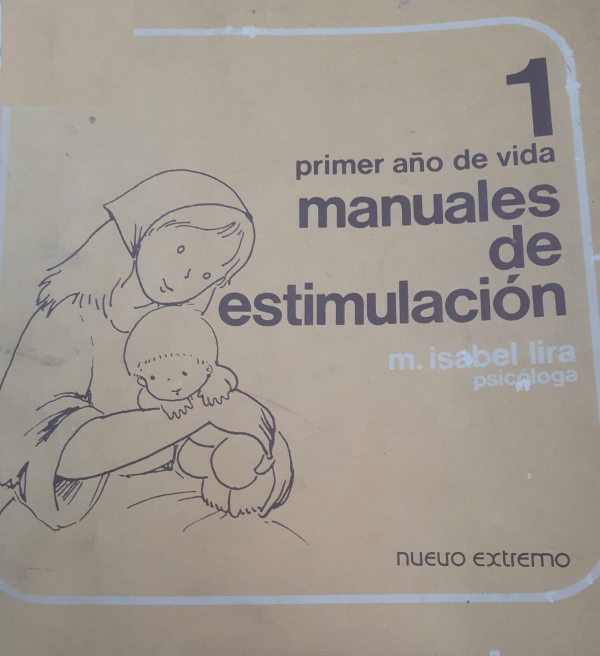 1
primer año de vida
manuales
de
estimulación
m. isabel lira
psicóloga
nuevo extremo